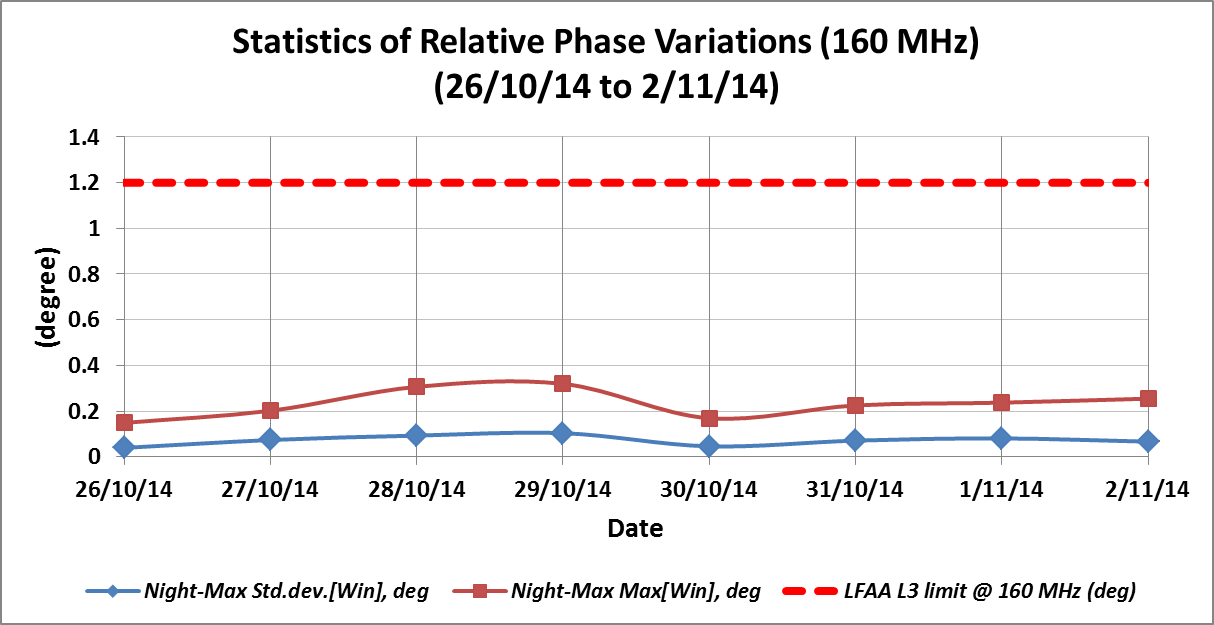 Statistics of Relative Phase Variations (160 MHz)
(26/10/14 to 2/11/14)
1.4
1.2
1
0.8
0.6
0.4
0.2
0
(degree)
26/10/14 27/10/14 28/10/14 29/10/14 30/10/14 31/10/14 1/11/14 2/11/14
Date
Night-Max Std.dev.[Win], deg Night-Max Max[Win], deg LFAA L3 limit @ 160 MHz (deg)